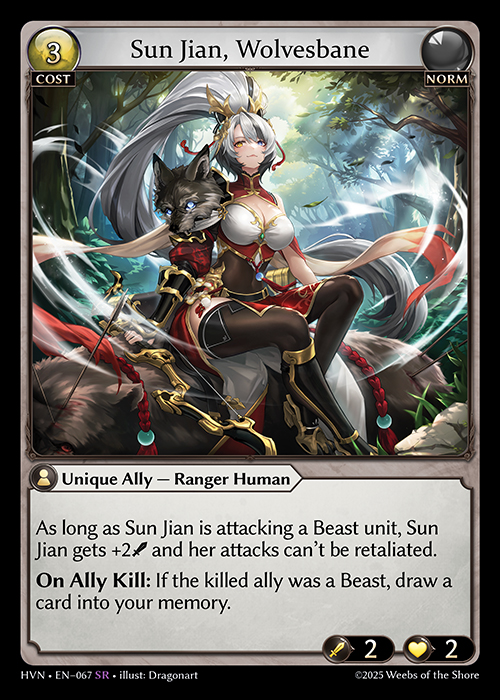 3
Sun Jian, Wolvesbane
COST
NORM
Unique Ally — Ranger Human
As long as Sun Jian is attacking a Beast unit, Sun
Jian gets +2 and her attacks can't be retaliated.
On Ally Kill: If the killed ally was a Beast, draw a
card into your memory.
2
2
HVN • EN–067 SR • illust: Dragonart
©2025 Weebs of the Shore